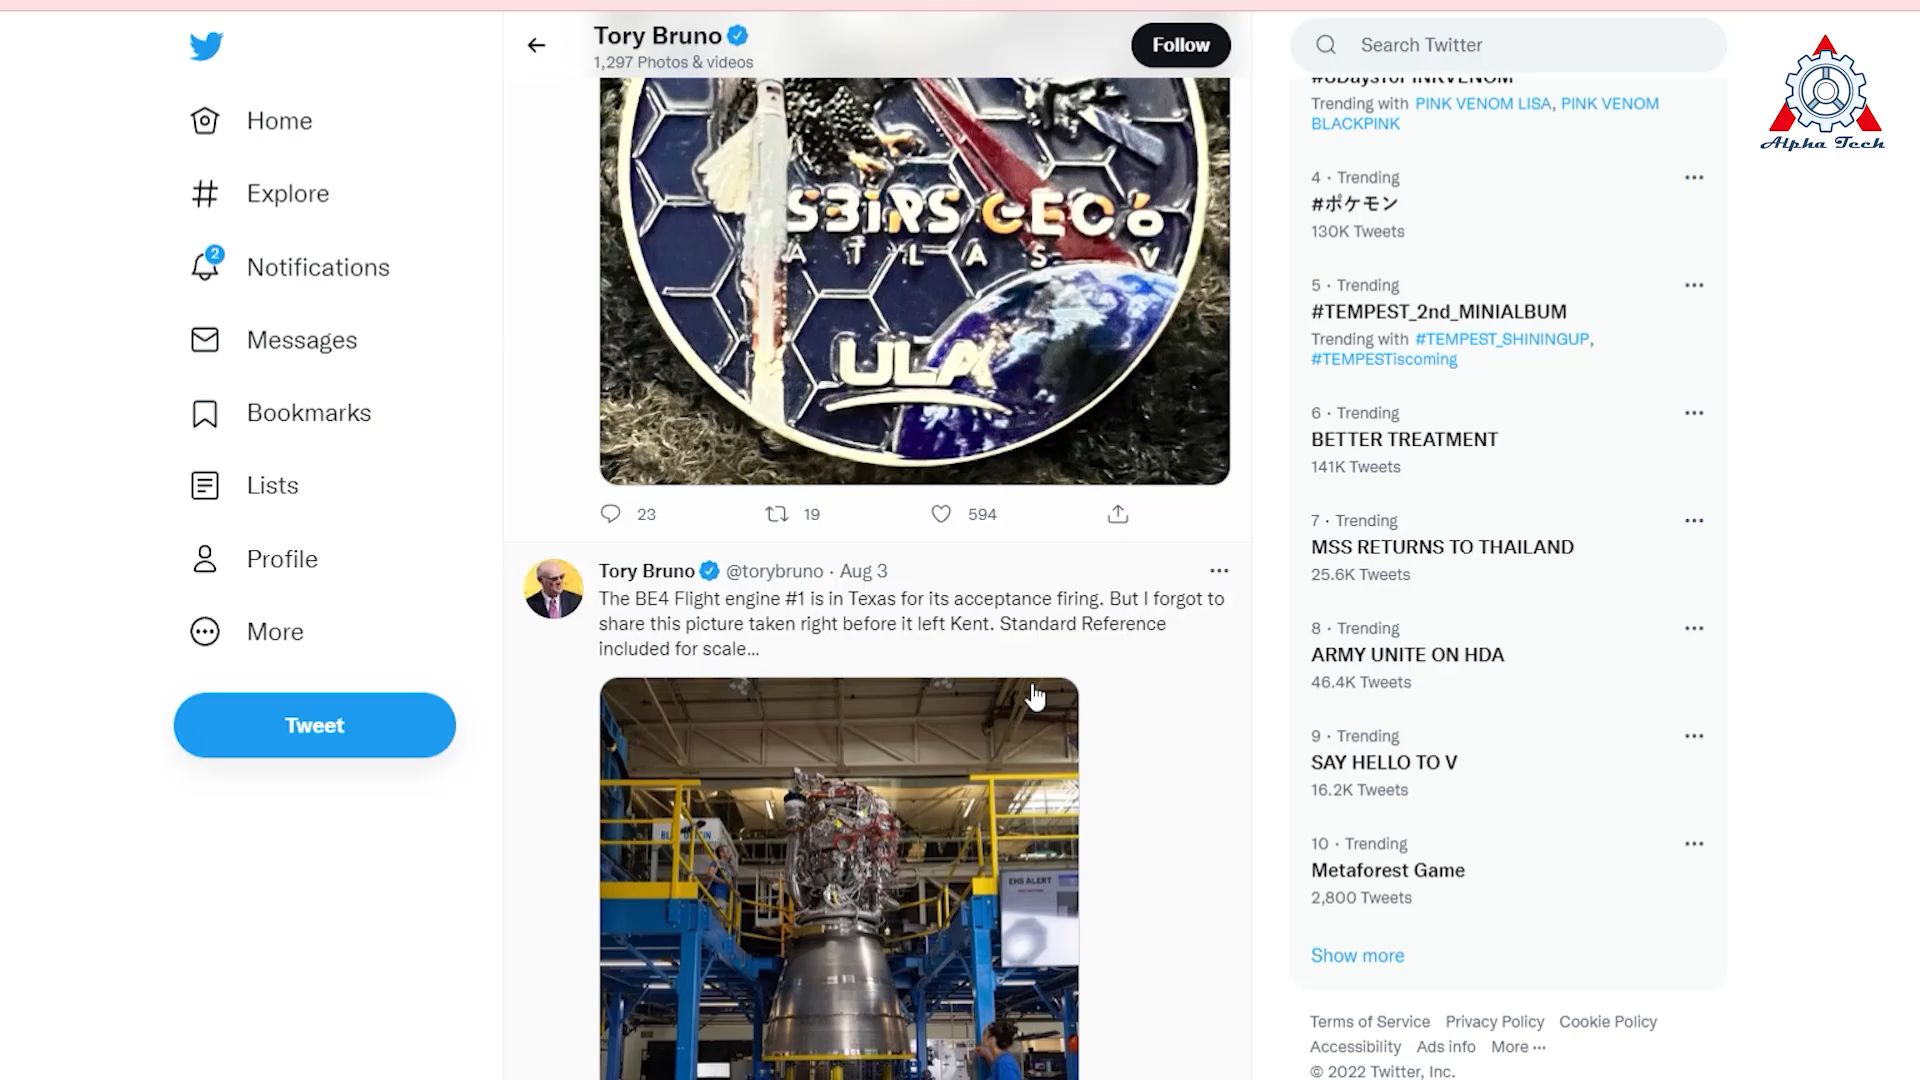 Tory Bruno
1,297 Photos & videos
Follow
Search Twitter
Alpha Tech
Home
Explore
2
Notifications
Messages
Bookmarks
Lists
Profile
More
Tweet
SBIRS GEO 6
ATLAS V
ULA
23
19
594
Tory Bruno @torybruno · Aug 3
The BE4 Flight engine #1 is in Texas for its acceptance firing. But I forgot to
share this picture taken right before it left Kent. Standard Reference
included for scale...
EHS ALERT
Trending with PINK VENOM LISA, PINK VENOM
BLACKPINK
4 · Trending
#ポケモン
130K Tweets
5 · Trending
#TEMPEST_2nd_MINIALBUM
Trending with #TEMPEST_SHININGUP,
#TEMPESTiscoming
6 · Trending
BETTER TREATMENT
141K Tweets
7 · Trending
MSS RETURNS TO THAILAND
25.6K Tweets
8 · Trending
ARMY UNITE ON HDA
46.4K Tweets
9 · Trending
SAY HELLO TO V
16.2K Tweets
10 · Trending
Metaforest Game
2,800 Tweets
Show more
Terms of Service Privacy Policy Cookie Policy
Accessibility Ads info More ···
© 2022 Twitter, Inc.